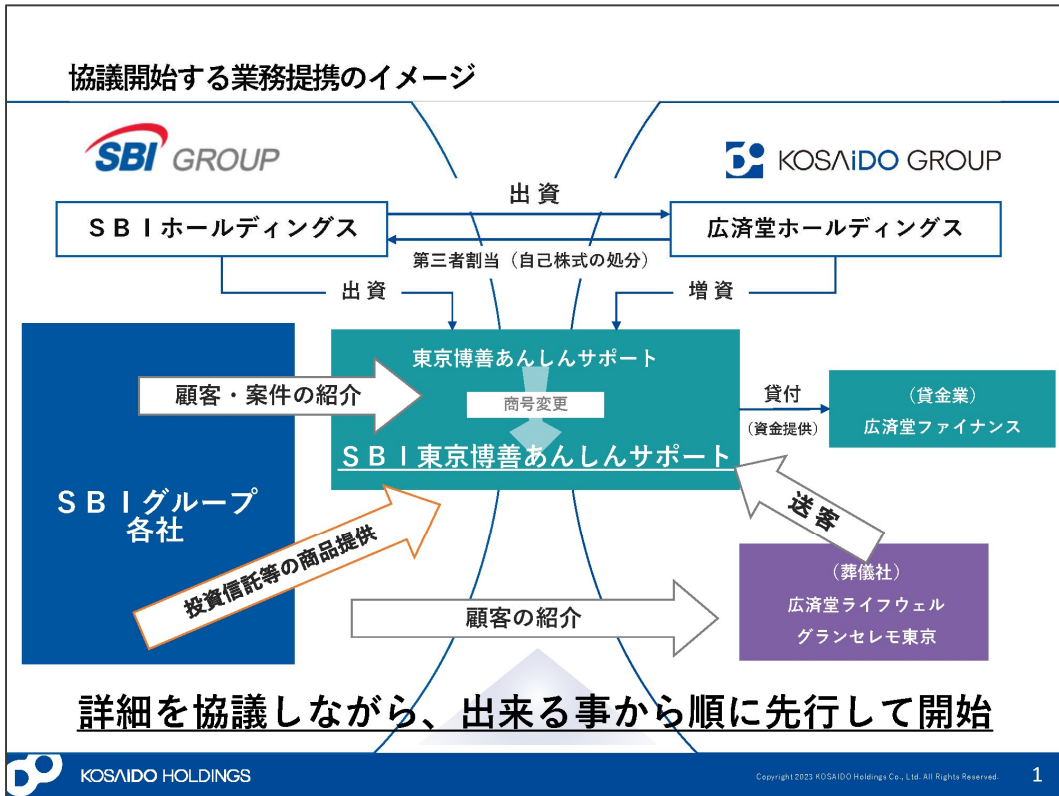 協議開始する業務提携のイメージ
SBI GROUP
KOSAiDO GROUP
出 資
ＳＢＩホールディングス
広済堂ホールディングス
第三者割当（自己株式の処分）
出 資
増 資
東京博善あんしんサポート
顧客・案件の紹介
商号変更
貸付
(資金提供)
（貸金業）
広済堂ファイナンス
ＳＢＩ東京博善あんしんサポート
ＳＢＩグループ
各社
送客
投資信託等の商品提供
（葬儀社）
広済堂ライフウェル
グランセレモ東京
顧客の紹介
詳細を協議しながら、出来る事から順に先行して開始
KOSAIDO HOLDINGS
Copyright 2023 KOSAIDO Holdings Co., Ltd. All Rights Reserved.
1